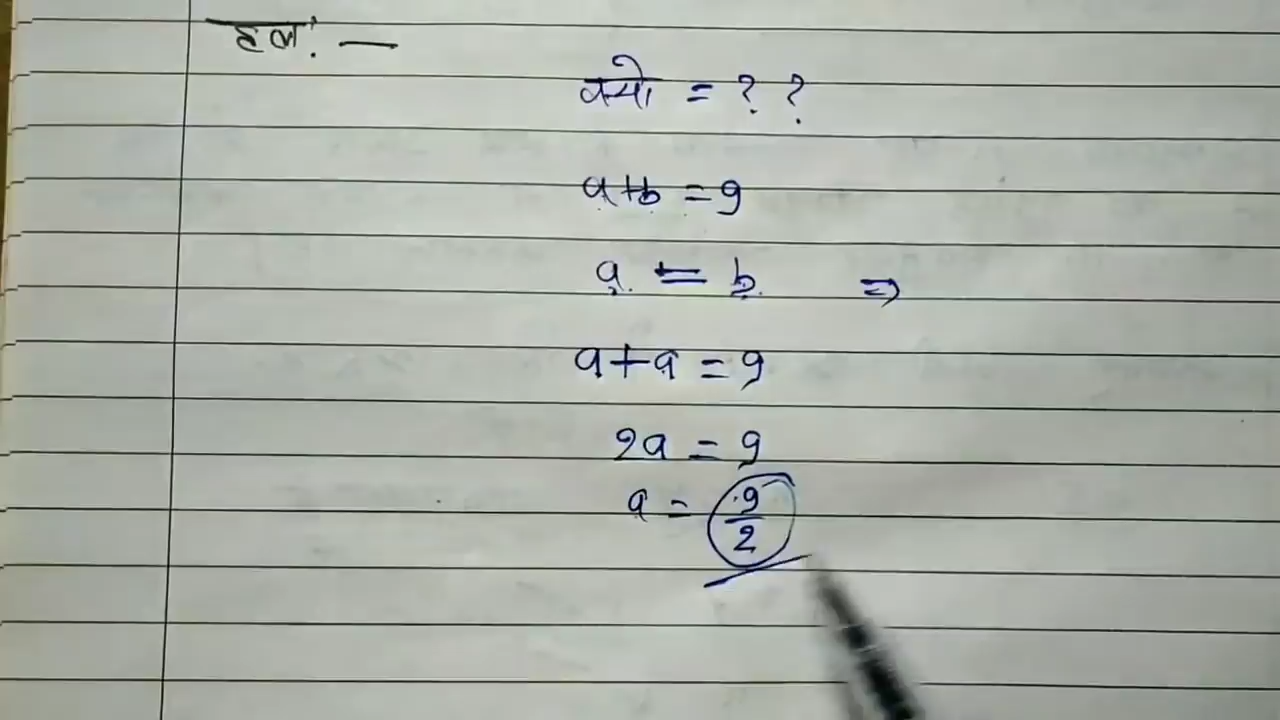 हल: —
क्यो = ? ?
a+b = 9
a = b ⇒
a+a = 9
2a = 9
a = 9/2